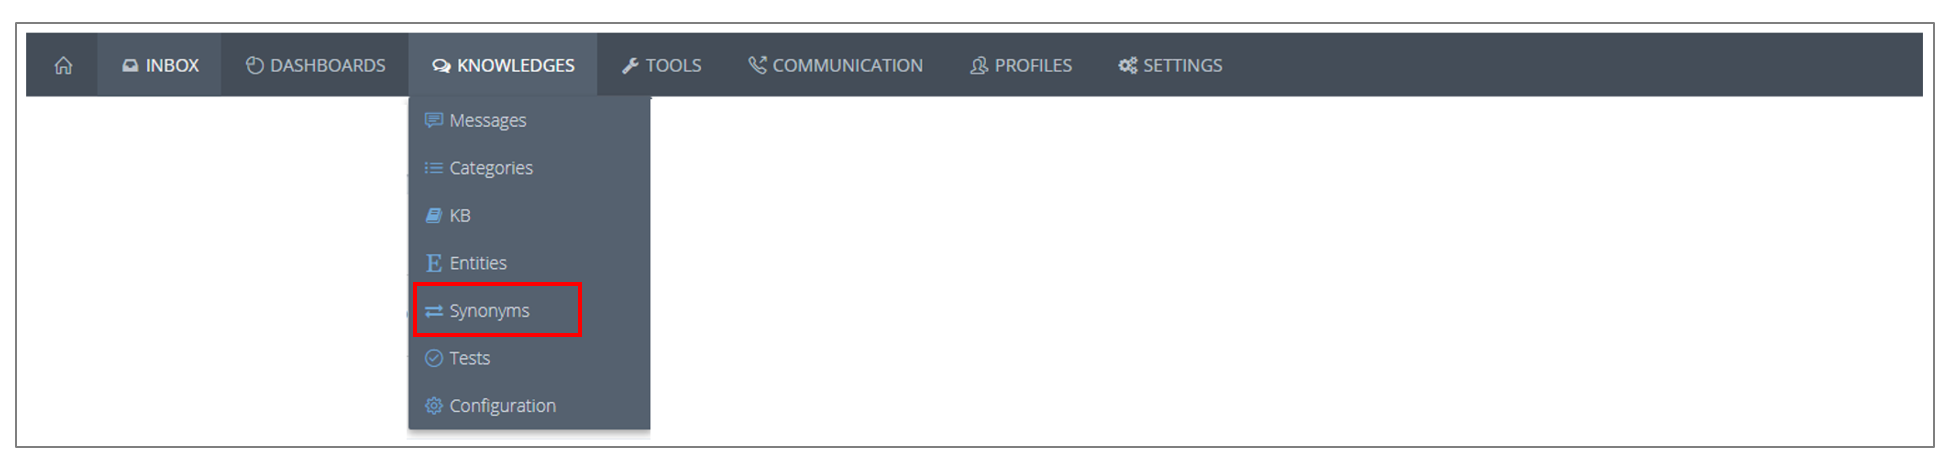 INBOX DASHBOARDS KNOWLEDGES TOOLS COMMUNICATION PROFILES SETTINGS
Messages
Categories
KB
E Entities
Synonyms
Tests
Configuration